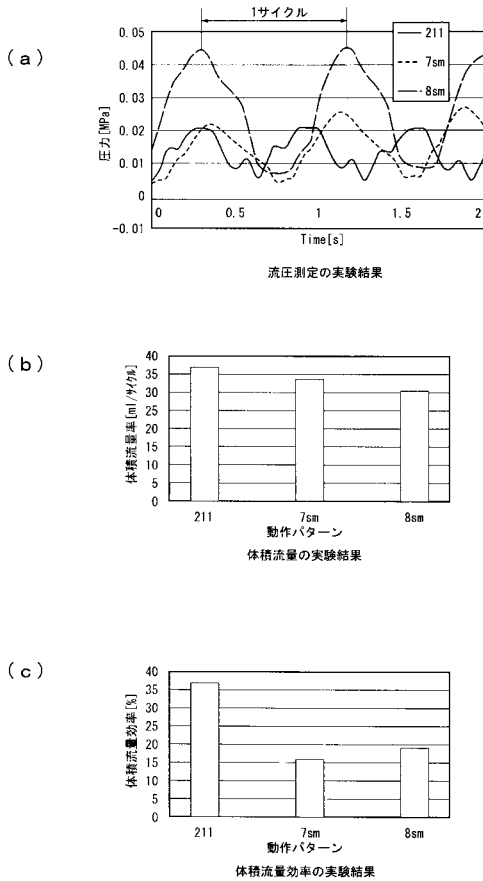 (a)
1サイクル
圧力[MPa]
0.05
0.04
0.03
0.02
0.01
0
-0.01
211
7sm
8sm
0 0.5 1 1.5 2
Time[s]
流圧測定の実験結果
(b)
体積流量率[ml/サイクル]
40
35
30
25
20
15
10
5
0
211 7sm 8sm
動作パターン
体積流量の実験結果
(c)
体積流量効率[%]
40
35
30
25
20
15
10
5
0
211 7sm 8sm
動作パターン
体積流量効率の実験結果